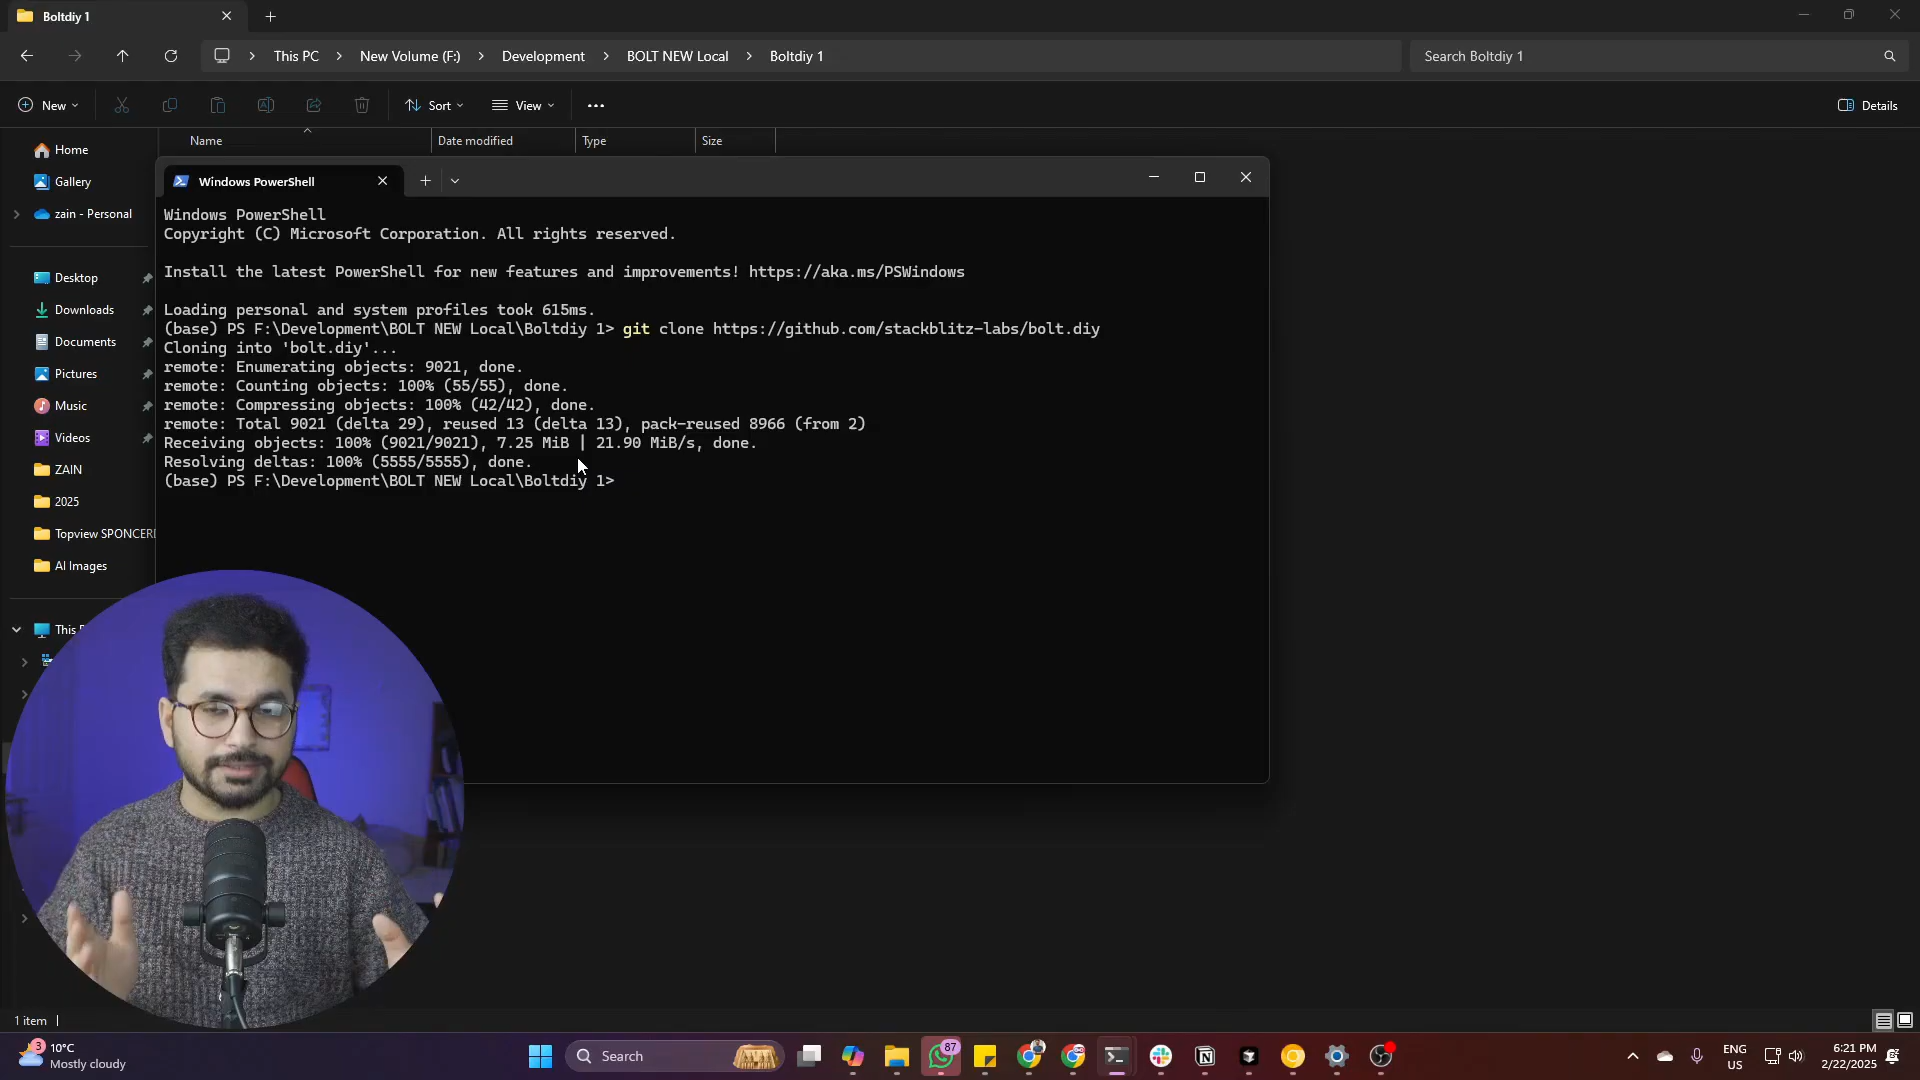 Boltdiy 1
This PC
New Volume (F:)
Development
BOLT NEW Local
Boltdiy 1
Search Boltdiy 1
New
Sort
View
Details
Name
Date modified
Type
Size
Home
Gallery
zain - Personal
Desktop
Downloads
Documents
Pictures
Music
Videos
ZAIN
2025
Topview SPONCER
AI Images
This
Windows PowerShell
Windows PowerShell
Copyright (C) Microsoft Corporation. All rights reserved.
Install the latest PowerShell for new features and improvements! https://aka.ms/PSWindows
Loading personal and system profiles took 615ms.
(base) PS F:\Development\BOLT NEW Local\Boltdiy 1> git clone https://github.com/stackblitz-labs/bolt.diy
Cloning into 'bolt.diy'...
remote: Enumerating objects: 9021, done.
remote: Counting objects: 100% (55/55), done.
remote: Compressing objects: 100% (42/42), done.
remote: Total 9021 (delta 29), reused 13 (delta 13), pack-reused 8966 (from 2)
Receiving objects: 100% (9021/9021), 7.25 MiB | 21.90 MiB/s, done.
Resolving deltas: 100% (5555/5555), done.
(base) PS F:\Development\BOLT NEW Local\Boltdiy 1>
1 item
3
10°C
Mostly cloudy
Search
87
ENG
US
6:21 PM
2/22/2025